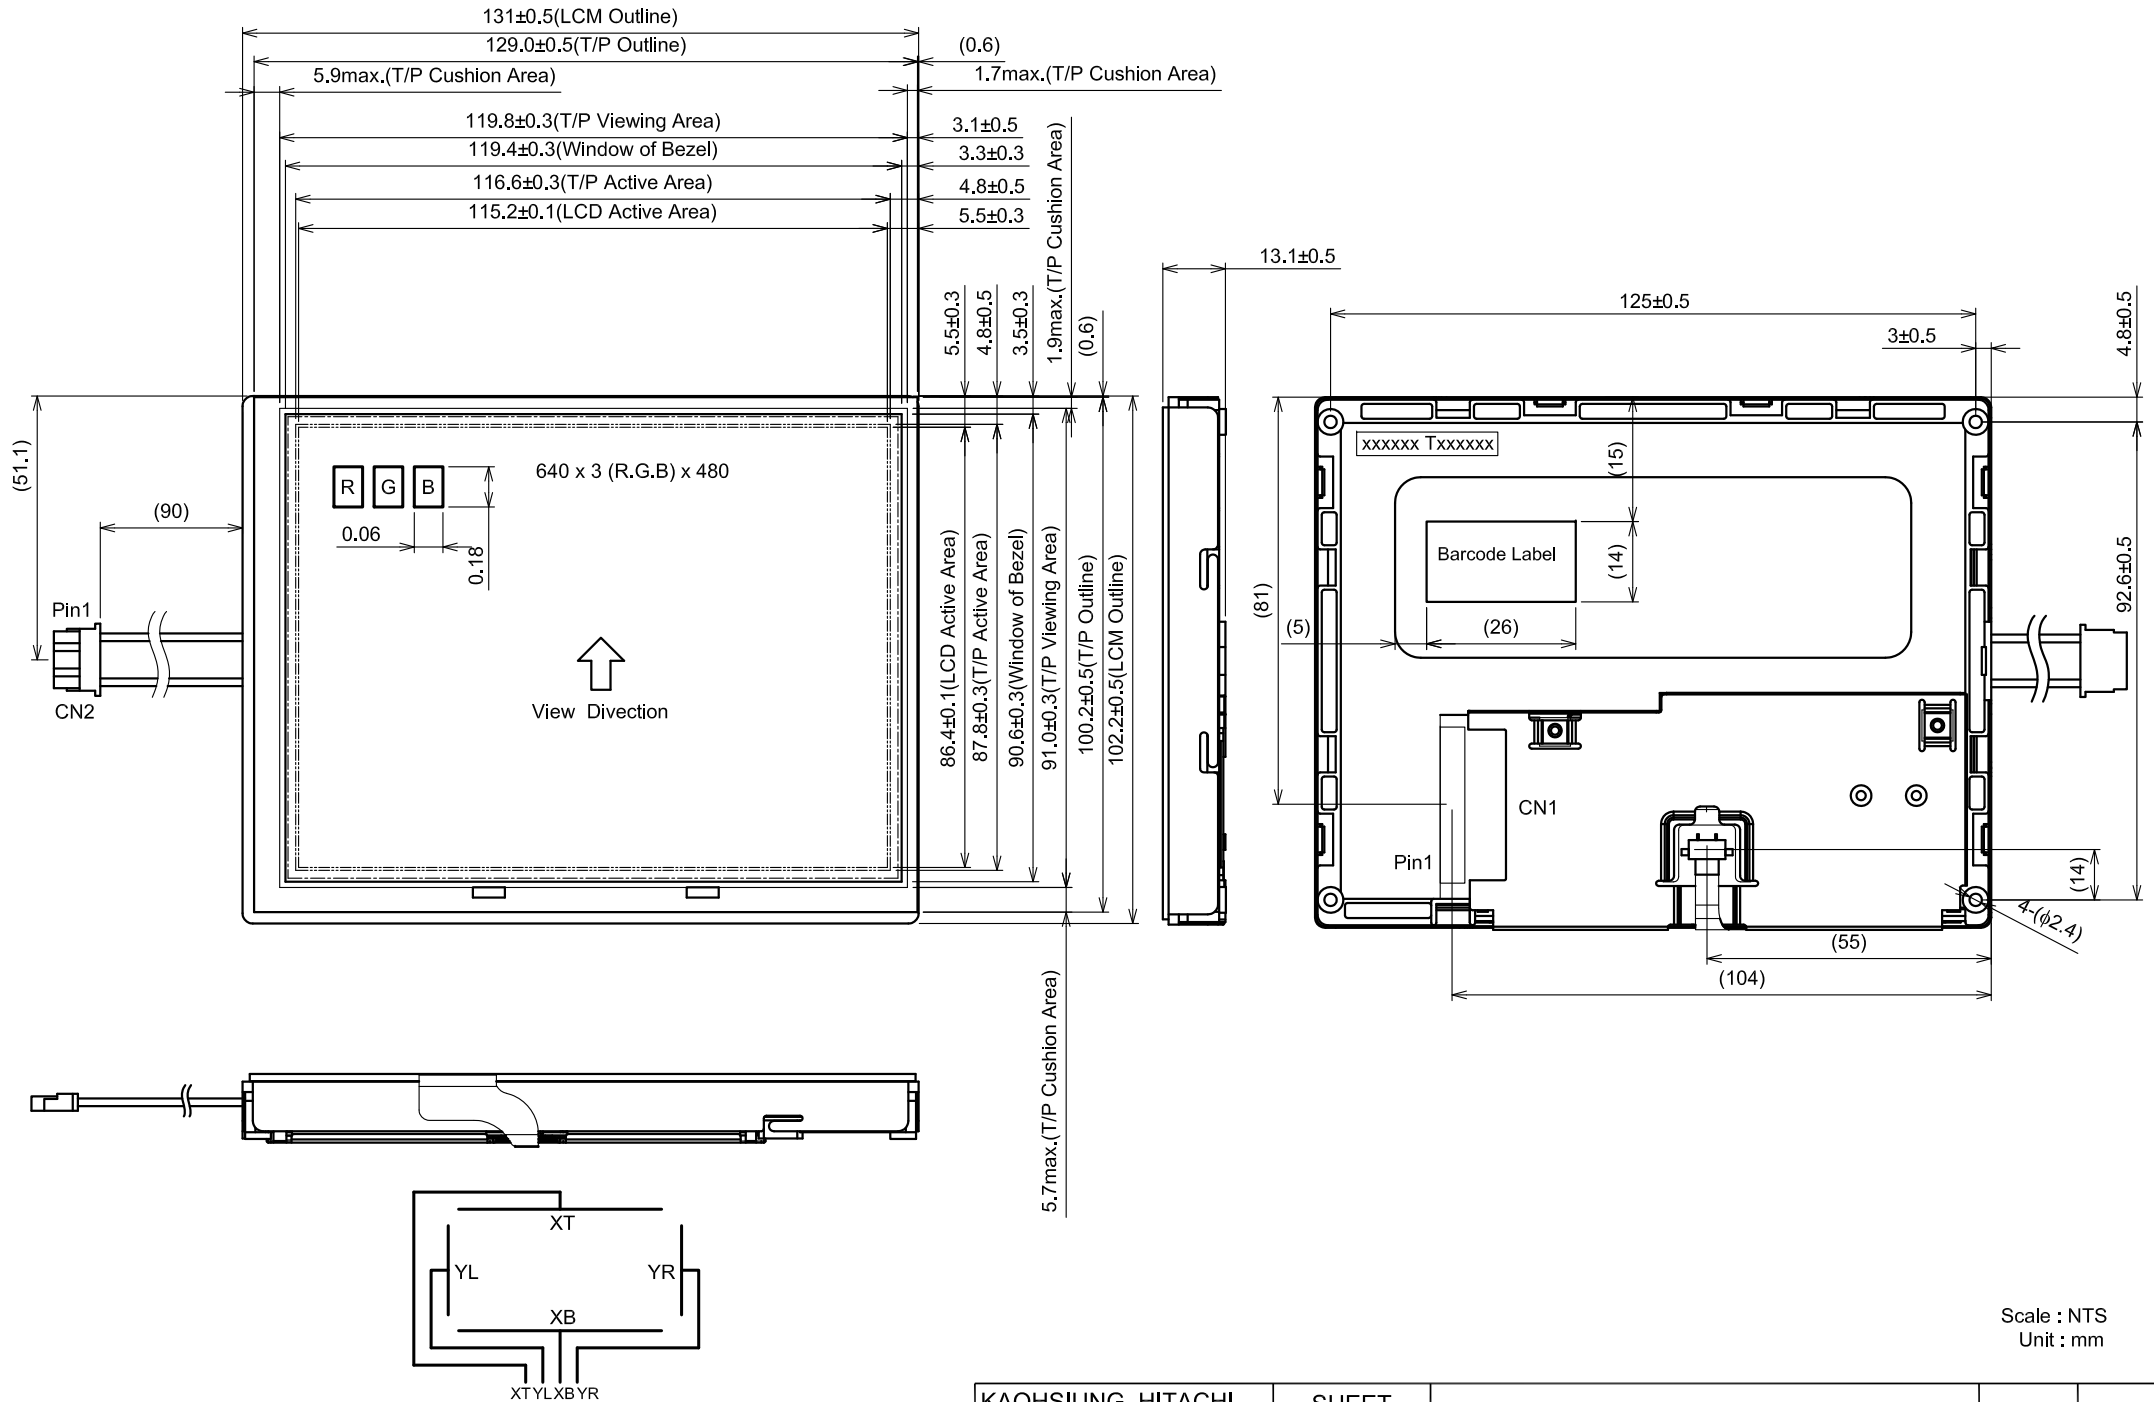 131±0.5(LCM Outline)
129.0±0.5(T/P Outline)
(0.6)
5.9max.(T/P Cushion Area)
1.7max.(T/P Cushion Area)
119.8±0.3(T/P Viewing Area)
3.1±0.5
119.4±0.3(Window of Bezel)
3.3±0.3
116.6±0.3(T/P Active Area)
4.8±0.5
115.2±0.1(LCD Active Area)
5.5±0.3
5.5±0.3
4.8±0.5
3.5±0.3
1.9max.(T/P Cushion Area)
(0.6)
13.1±0.5
125±0.5
3±0.5
4.8±0.5
(51.1)
(90)
R G B
640 x 3 (R.G.B) x 480
0.06
0.18
Pin1
CN2
View Divection
86.4±0.1(LCD Active Area)
87.8±0.3(T/P Active Area)
90.6±0.3(Window of Bezel)
91.0±0.3(T/P Viewing Area)
100.2±0.5(T/P Outline)
102.2±0.5(LCM Outline)
5.7max.(T/P Cushion Area)
xxxxxx Txxxxxx
(15)
Barcode Label
(14)
(81)
(5)
(26)
92.6±0.5
CN1
Pin1
(14)
4-(ϕ2.4)
(55)
(104)
XT
YL
YR
XB
XT YL XB YR
Scale : NTS
Unit : mm
KAOHSIUNG HITACHI
SHEET